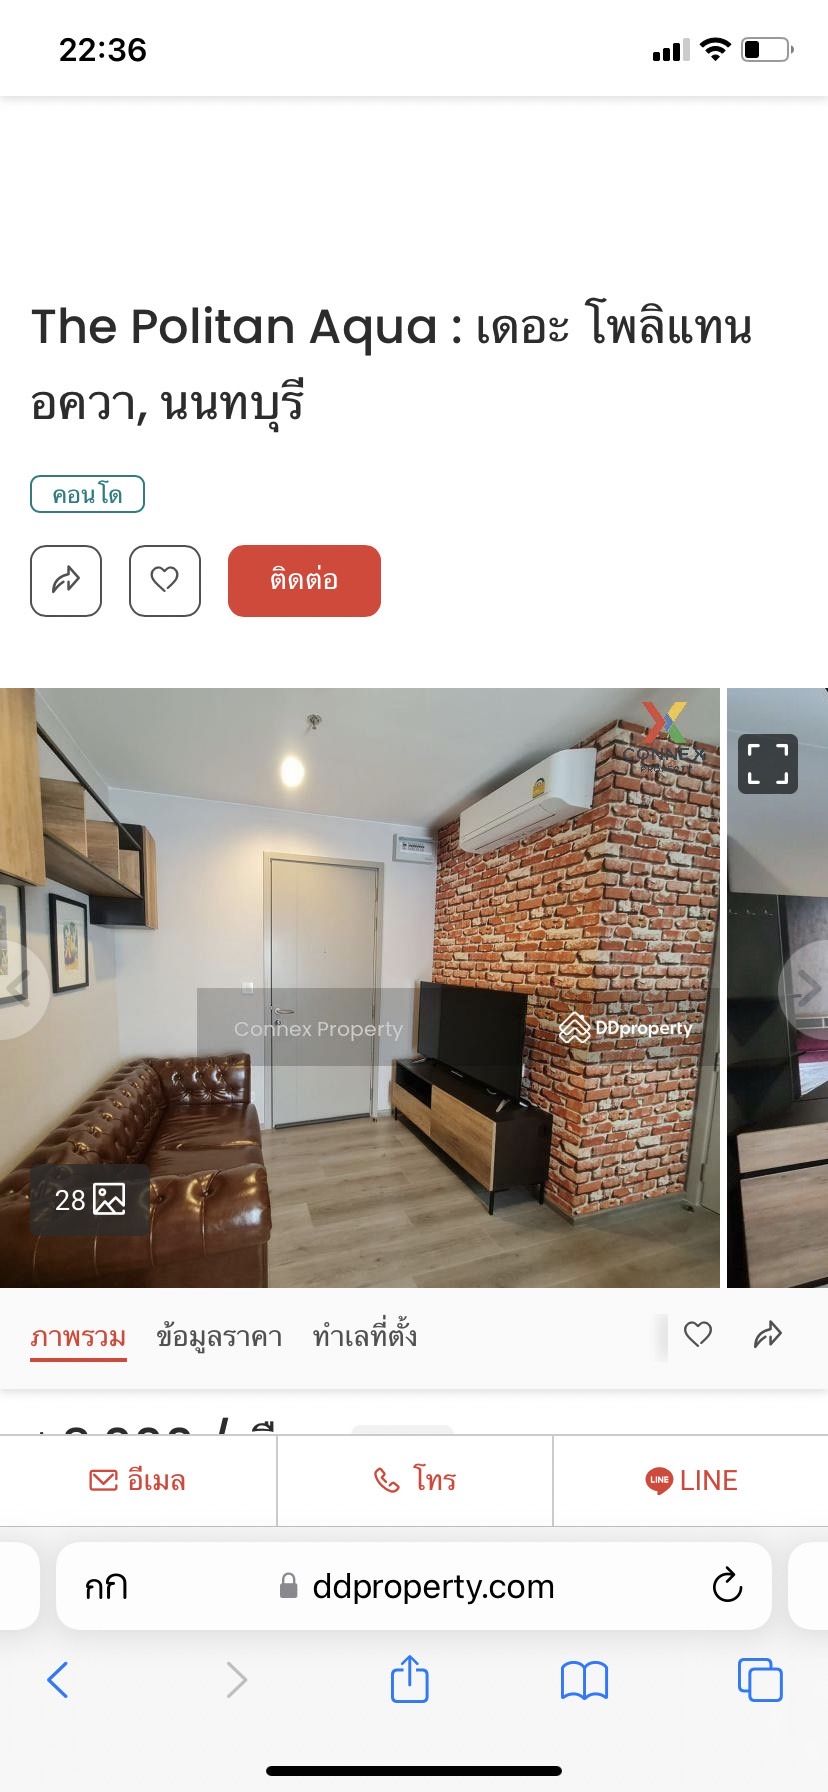 22:36
The Politan Aqua : เดอะ โพลิแทน
อควา, นนทบุรี
คอนโด
ติดต่อ
CONNEX
PROPERTY
Connex Property
DDproperty
28
ภาพรวม ข้อมูลราคา ทำเลที่ตั้ง
อีเมล โทร LINE LINE
กก ddproperty.com